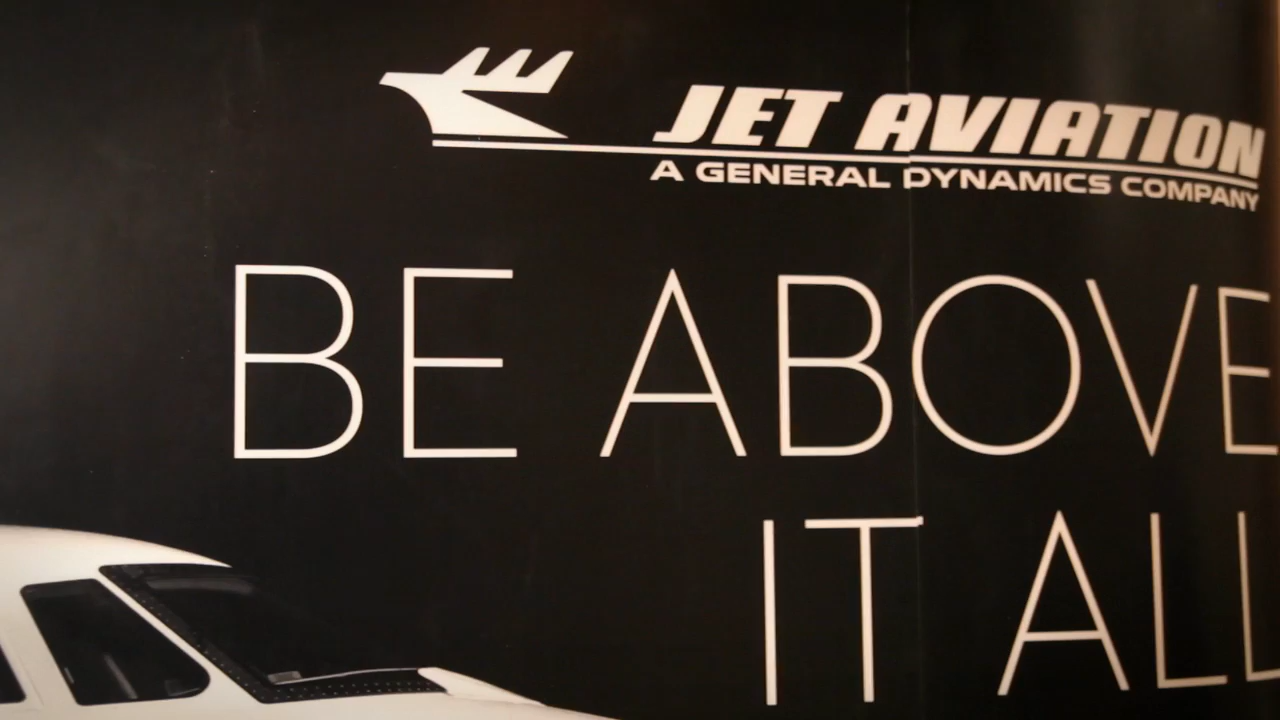 JET AVIATION
A GENERAL DYNAMICS COMPANY
BE ABOVE
IT ALL